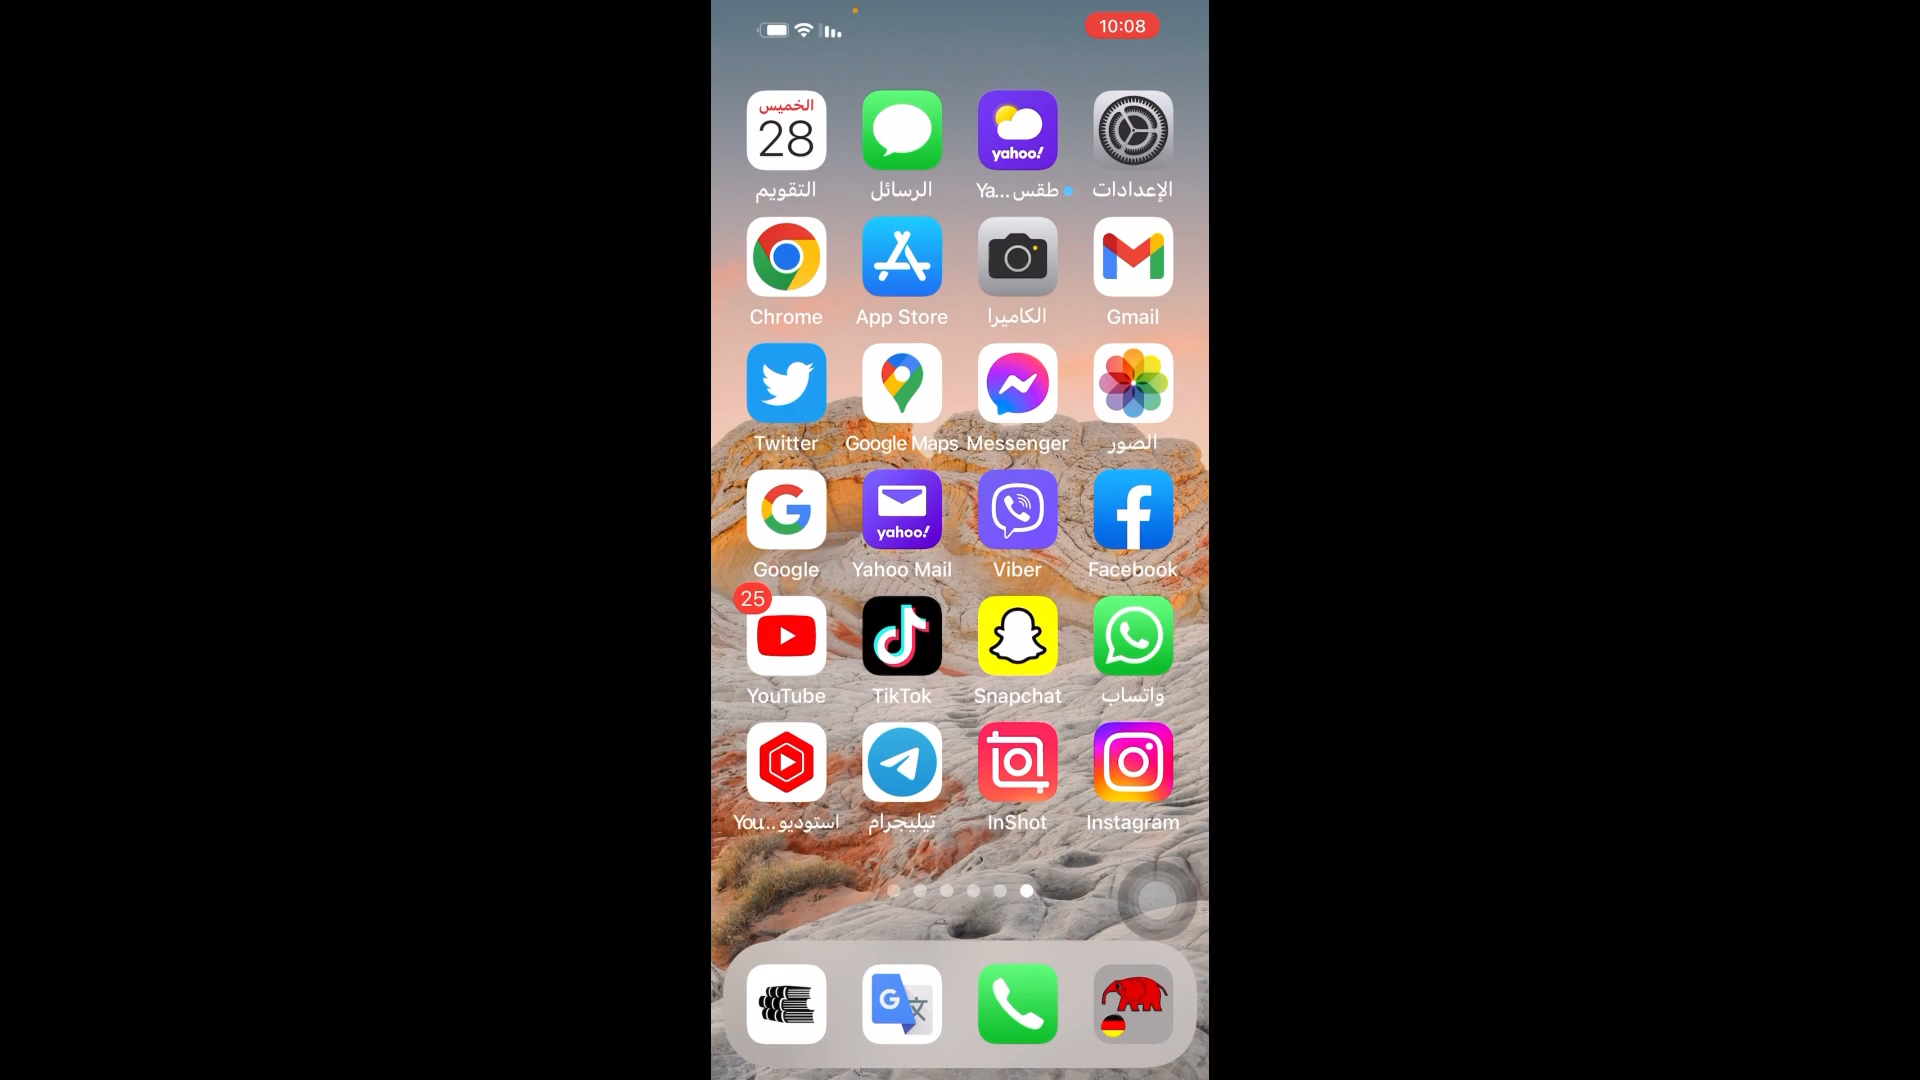 10:08
الخميس
28
yahoo!
التقويم
الرسائل
طقس Ya...
الإعدادات
Chrome
App Store
الكاميرا
Gmail
Twitter
Google Maps
Messenger
الصور
yahoo!
Google
Yahoo Mail
Viber
Facebook
25
YouTube
TikTok
Snapchat
واتساب
استوديو You...
تيليجرام
InShot
Instagram
G 文